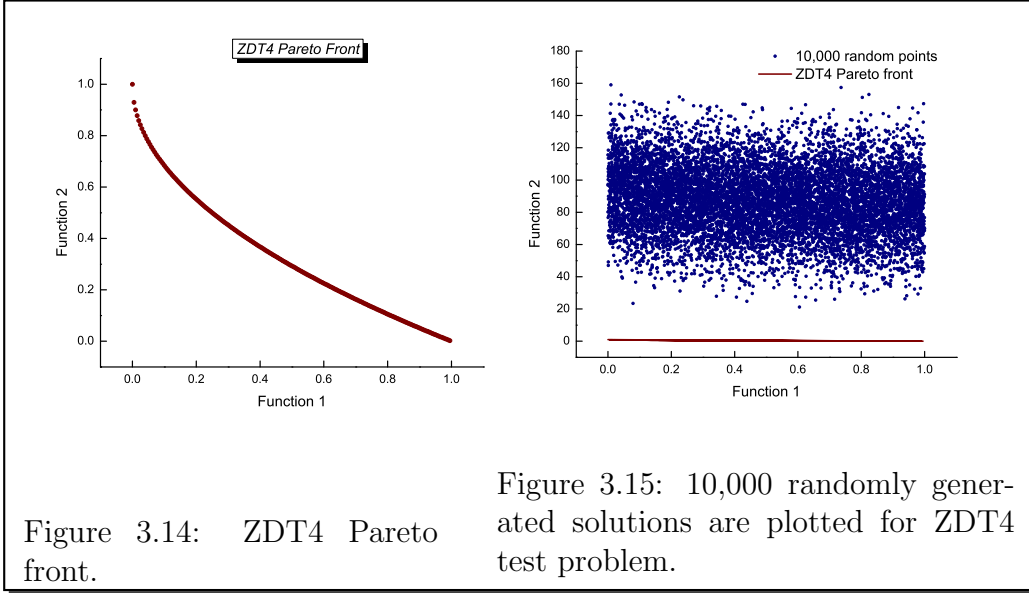 ZDT4 Pareto Front
1.0
0.8
0.6
0.4
0.2
0.0
Function 2
0.0 0.2 0.4 0.6 0.8 1.0
Function 1
10,000 random points
ZDT4 Pareto front
180
160
140
120
100
80
60
40
20
0
Function 2
0.0 0.2 0.4 0.6 0.8 1.0
Function 1
Figure 3.14: ZDT4 Pareto
front.
Figure 3.15: 10,000 randomly gener-
ated solutions are plotted for ZDT4
test problem.